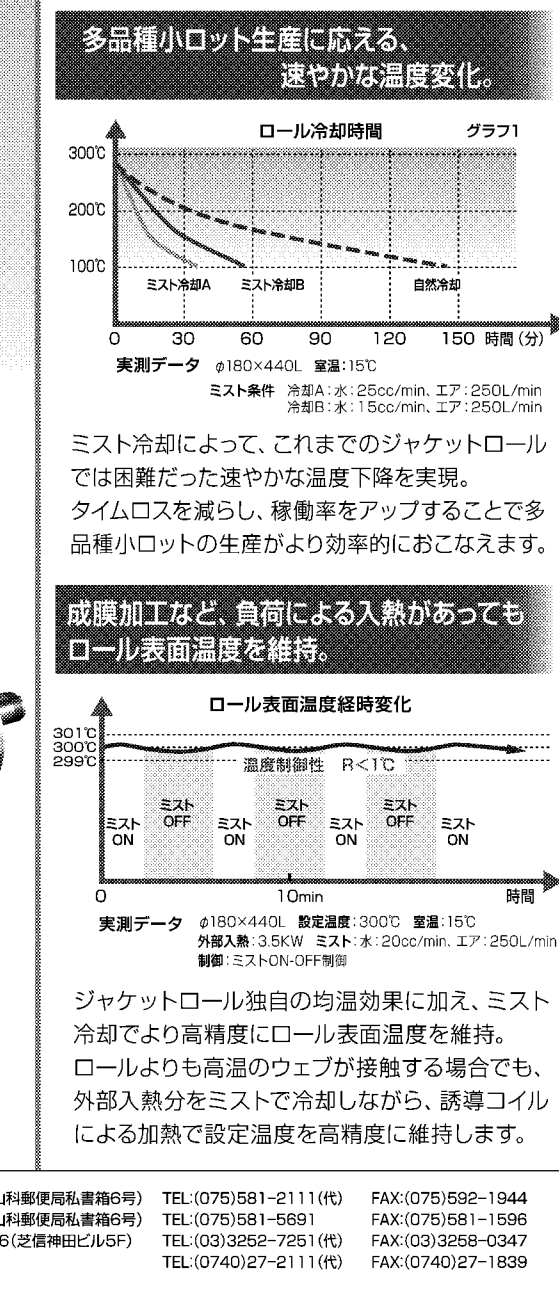 多品種小ロット生産に応える、
速やかな温度変化。
ロール冷却時間 グラフ1
300℃
200℃
100℃
ミスト冷却A ミスト冷却B 自然冷却
0 30 60 90 120 150 時間(分)
実測データ φ180×440L 室温:15℃
ミスト条件 冷却A:水:25cc/min、エア:250L/min
冷却B:水:15cc/min、エア:250L/min
ミスト冷却によって、これまでのジャケットロール
では困難だった速やかな温度下降を実現。
タイムロスを減らし、稼働率をアップすることで多
品種小ロットの生産がより効率的におこなえます。
成膜加工など、負荷による入熱があっても
ロール表面温度を維持。
ロール表面温度経時変化
301℃
300℃
299℃
温度制御性 R<1℃
ミスト ミスト ミスト ミスト ミスト ミスト ミスト
ON OFF ON OFF ON OFF ON
0 10min 時間
実測データ φ180×440L 設定温度:300℃ 室温:15℃
外部入熱:3.5KW ミスト:水:20cc/min、エア:250L/min
制御:ミストON-OFF制御
ジャケットロール独自の均温効果に加え、ミスト
冷却でより高精度にロール表面温度を維持。
ロールよりも高温のウェブが接触する場合でも、
外部入熱分をミストで冷却しながら、誘導コイル
による加熱で設定温度を高精度に維持します。
山科郵便局私書箱6号) TEL:(075)581-2111(代) FAX:(075)592-1944
山科郵便局私書箱6号) TEL:(075)581-5691 FAX:(075)581-1596
6(芝信神田ビル5F) TEL:(03)3252-7251(代) FAX:(03)3258-0347
TEL:(0740)27-2111(代) FAX:(0740)27-1839